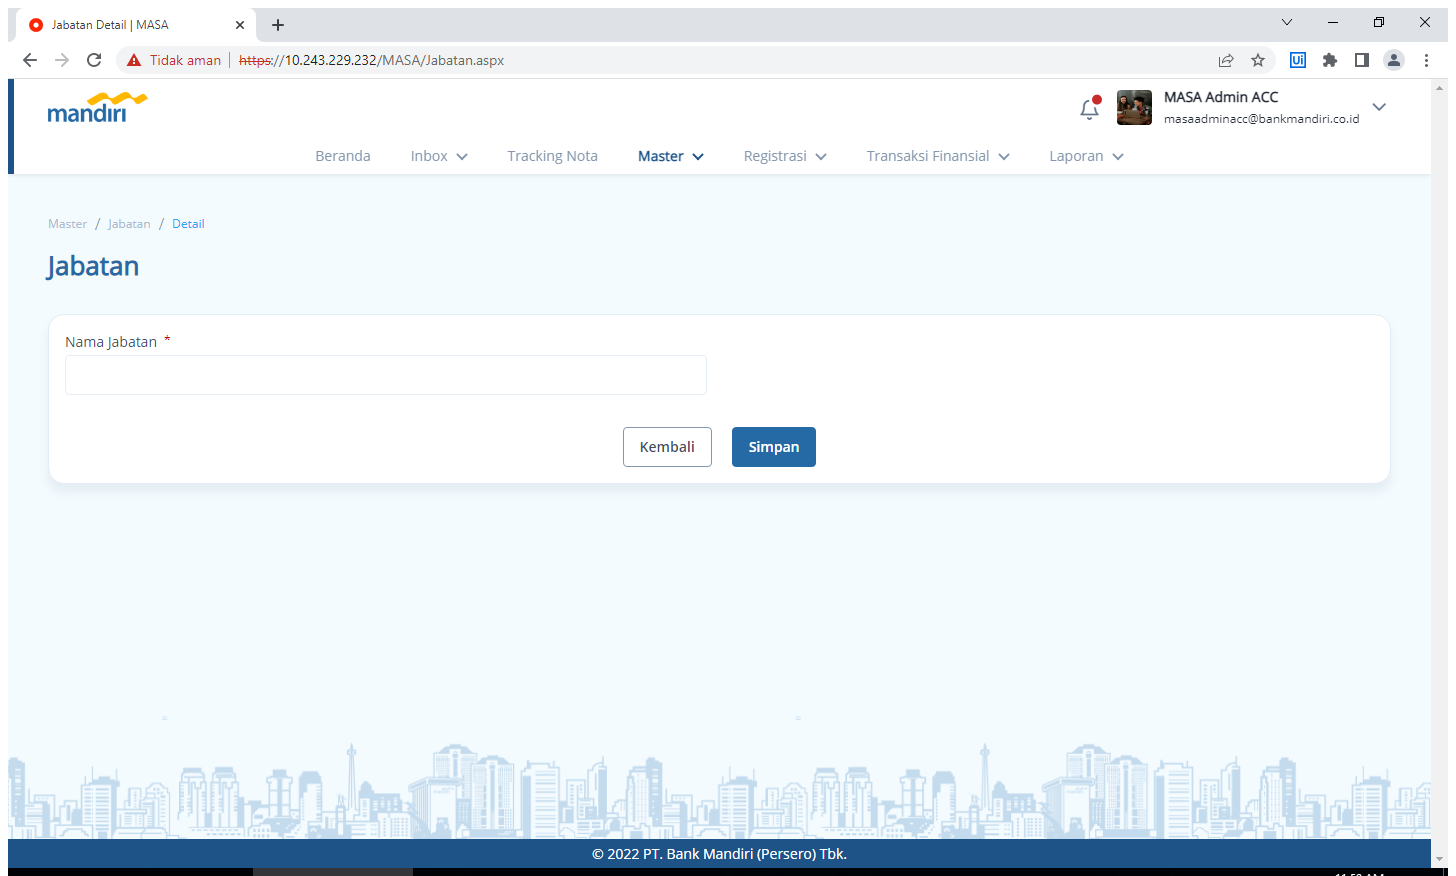 Jabatan Detail | MASA
Tidak aman https://10.243.229.232/MASA/Jabatan.aspx
Ui
mandiri
MASA Admin ACC
masaadminacc@bankmandiri.co.id
Beranda Inbox Tracking Nota Master Registrasi Transaksi Finansial Laporan
Master / Jabatan / Detail
Jabatan
Nama Jabatan *
Kembali Simpan
© 2022 PT. Bank Mandiri (Persero) Tbk.